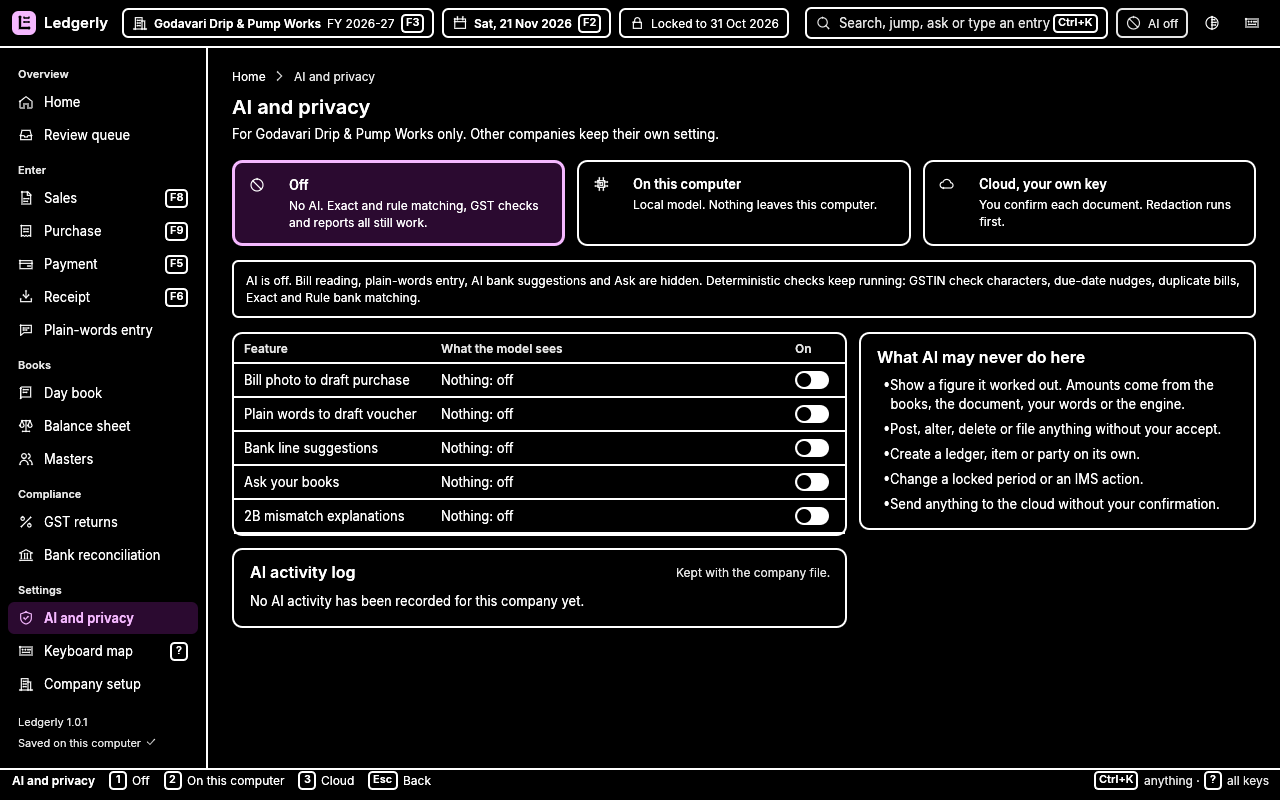 Ledgerly
Godavari Drip & Pump Works FY 2026-27 F3
Sat, 21 Nov 2026 F2
Locked to 31 Oct 2026
Search, jump, ask or type an entry Ctrl+K
AI off
Overview
Home
Review queue
Enter
Sales F8
Purchase F9
Payment F5
Receipt F6
Plain-words entry
Books
Day book
Balance sheet
Masters
Compliance
GST returns
Bank reconciliation
Settings
AI and privacy
Keyboard map ?
Company setup
Ledgerly 1.0.1
Saved on this computer
Home > AI and privacy
AI and privacy
For Godavari Drip & Pump Works only. Other companies keep their own setting.
Off
No AI. Exact and rule matching, GST checks
and reports all still work.
On this computer
Local model. Nothing leaves this computer.
Cloud, your own key
You confirm each document. Redaction runs
first.
AI is off. Bill reading, plain-words entry, AI bank suggestions and Ask are hidden. Deterministic checks keep running: GSTIN check characters, due-date nudges, duplicate bills,
Exact and Rule bank matching.
Feature What the model sees On
Bill photo to draft purchase Nothing: off
Plain words to draft voucher Nothing: off
Bank line suggestions Nothing: off
Ask your books Nothing: off
2B mismatch explanations Nothing: off
What AI may never do here
•Show a figure it worked out. Amounts come from the
books, the document, your words or the engine.
•Post, alter, delete or file anything without your accept.
•Create a ledger, item or party on its own.
•Change a locked period or an IMS action.
•Send anything to the cloud without your confirmation.
AI activity log Kept with the company file.
No AI activity has been recorded for this company yet.
AI and privacy 1 Off 2 On this computer 3 Cloud Esc Back
Ctrl+K anything · ? all keys